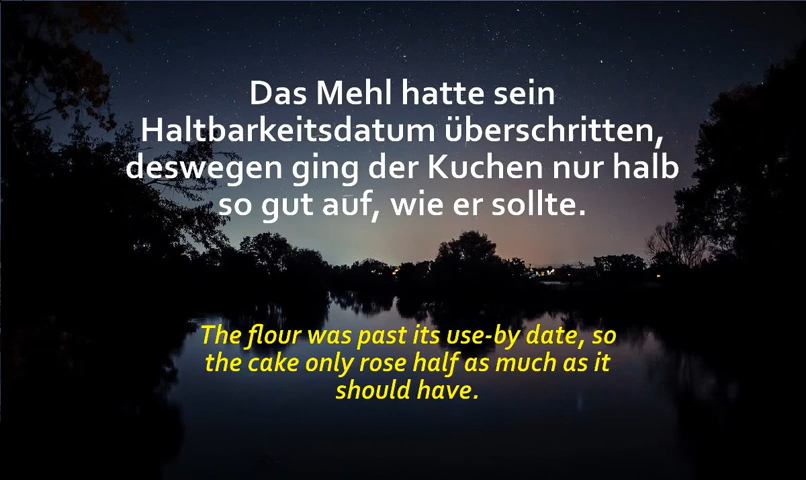 Das Mehl hatte sein
Haltbarkeitsdatum überschritten,
deswegen ging der Kuchen nur halb
so gut auf, wie er sollte.
The flour was past its use-by date, so
the cake only rose half as much as it
should have.